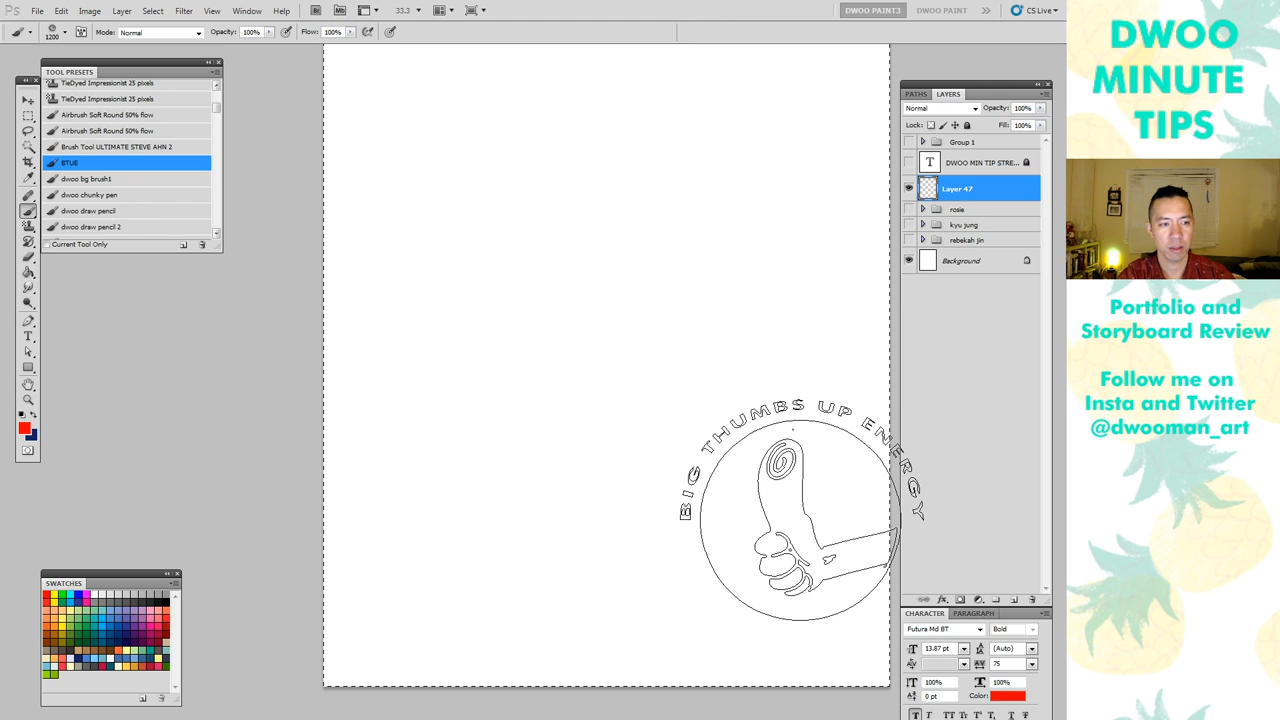 Ps File Edit Image Layer Select Filter View Window Help Br Mb 33.3 DWOO PAINT3 DWOO PAINT CS Live
1200 Mode: Normal Opacity: 100% Flow: 100%
TOOL PRESETS
TieDyed Impressionist 25 pixels
TieDyed Impressionist 25 pixels
Airbrush Soft Round 50% flow
Airbrush Soft Round 50% flow
Brush Tool ULTIMATE STEVE AHN 2
BTUE
dwoo bg brush1
dwoo chunky pen
dwoo draw pencil
dwoo draw pencil 2
Current Tool Only
SWATCHES
BIG THUMBS UP ENERGY
PATHS LAYERS
Normal Opacity: 100%
Lock: Fill: 100%
Group 1
T DWOO MIN TIP STRE...
Layer 47
rosie
kyu jung
rebekah jin
Background
CHARACTER PARAGRAPH
Futura Md BT Bold
13.87 pt (Auto)
75
100% 100%
0 pt Color:
DWOO
MINUTE
TIPS
Portfolio and
Storyboard Review
Follow me on
Insta and Twitter
@dwooman_art